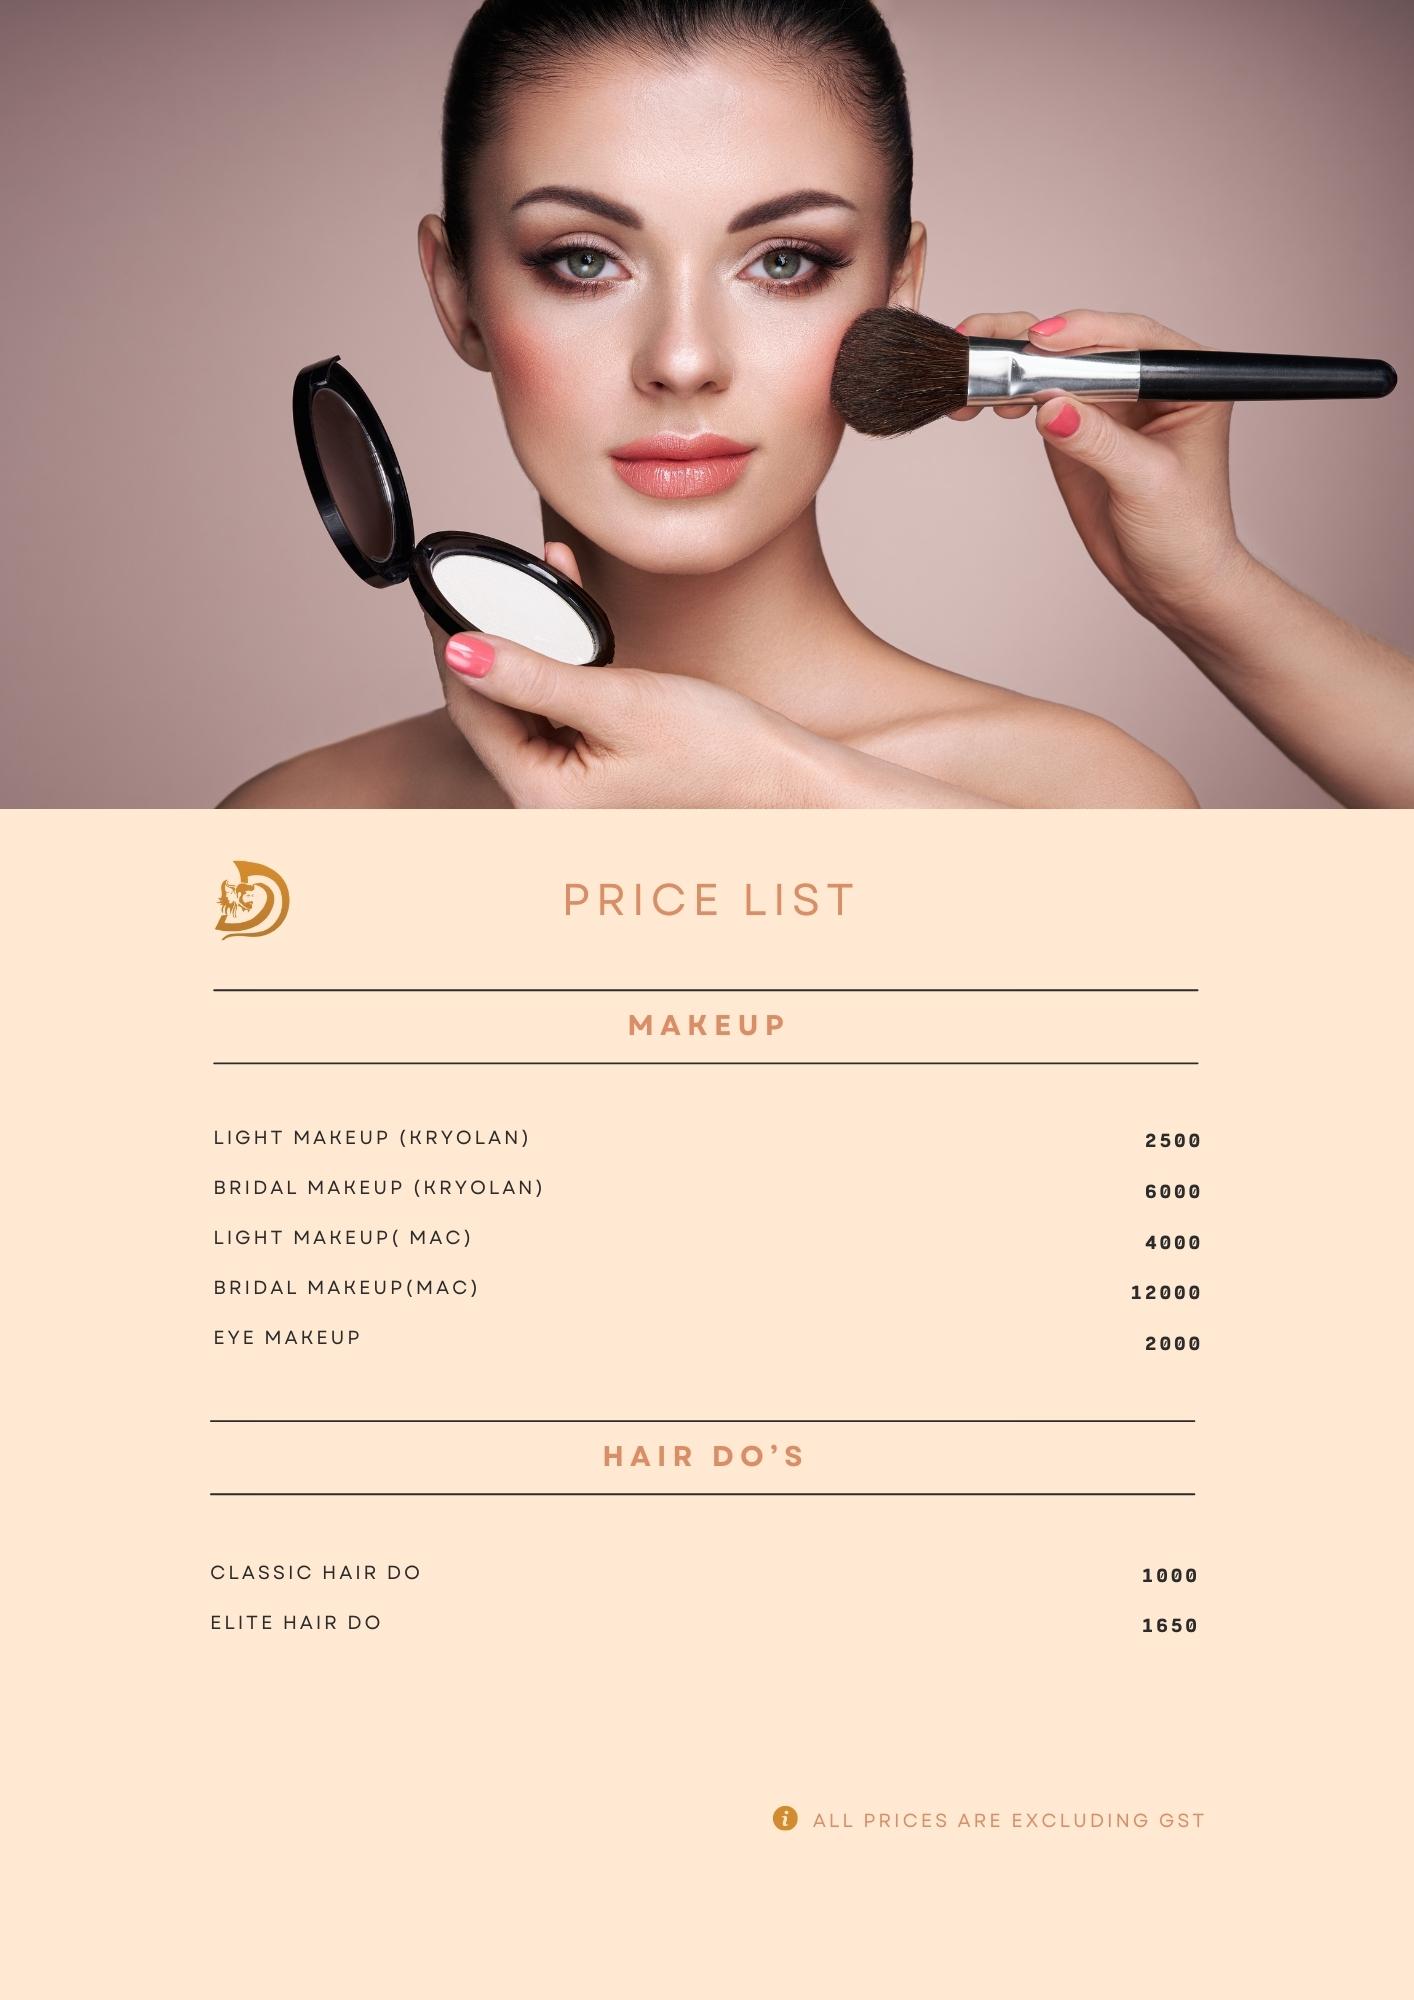 PRICE LIST
MAKEUP
LIGHT MAKEUP (KRYOLAN) 2500
BRIDAL MAKEUP (KRYOLAN) 6000
LIGHT MAKEUP( MAC) 4000
BRIDAL MAKEUP(MAC) 12000
EYE MAKEUP 2000
HAIR DO’S
CLASSIC HAIR DO 1000
ELITE HAIR DO 1650
i ALL PRICES ARE EXCLUDING GST